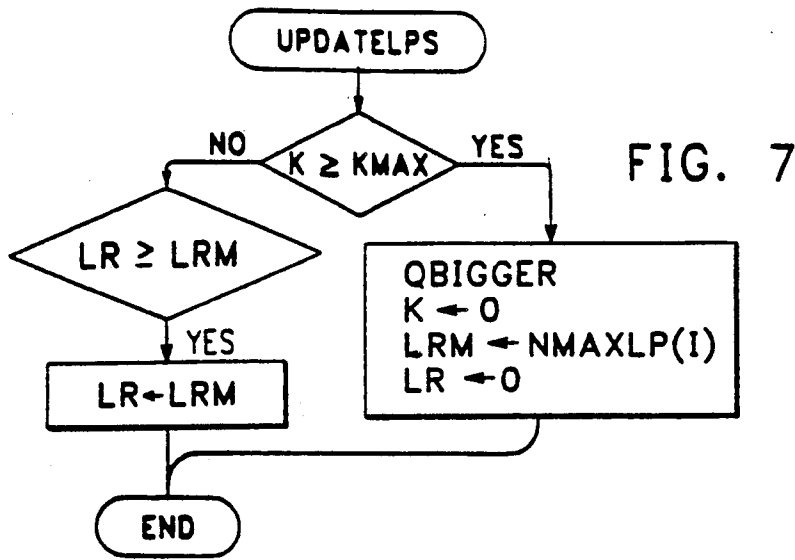 UPDATELPS
NO
K ≥ KMAX
YES
FIG. 7
LR ≥ LRM
QBIGGER
K ← 0
LRM ← NMAXLP(I)
LR ← 0
YES
LR←LRM
END